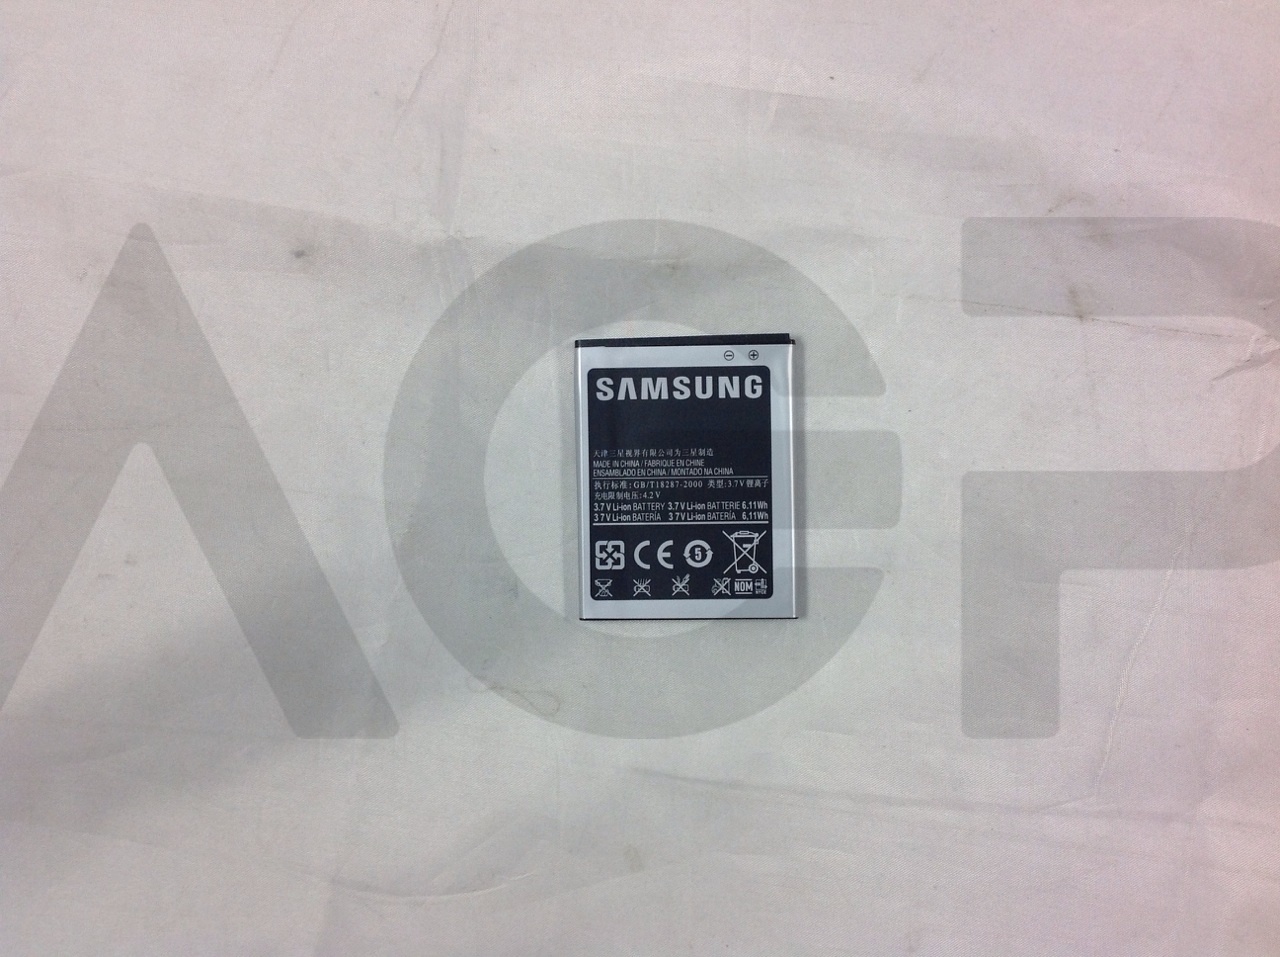 SAMSUNG
天津三星视界有限公司为三星制造
MADE IN CHINA / FABRIQUE EN CHINE
ENSAMBLADO EN CHINA / MONTADO NA CHINA
执行标准: GB/T18287-2000 类型: 3.7V 锂离子
充电限制电压: 4.2V
3.7 V Li-ion BATTERY 3.7 V Li-ion BATTERIE 6.11Wh
3 7 V Li-ion BATERÍA 3 7 V Li-ion BATERIA 6,11Wh
CE 5
NOM
ACP